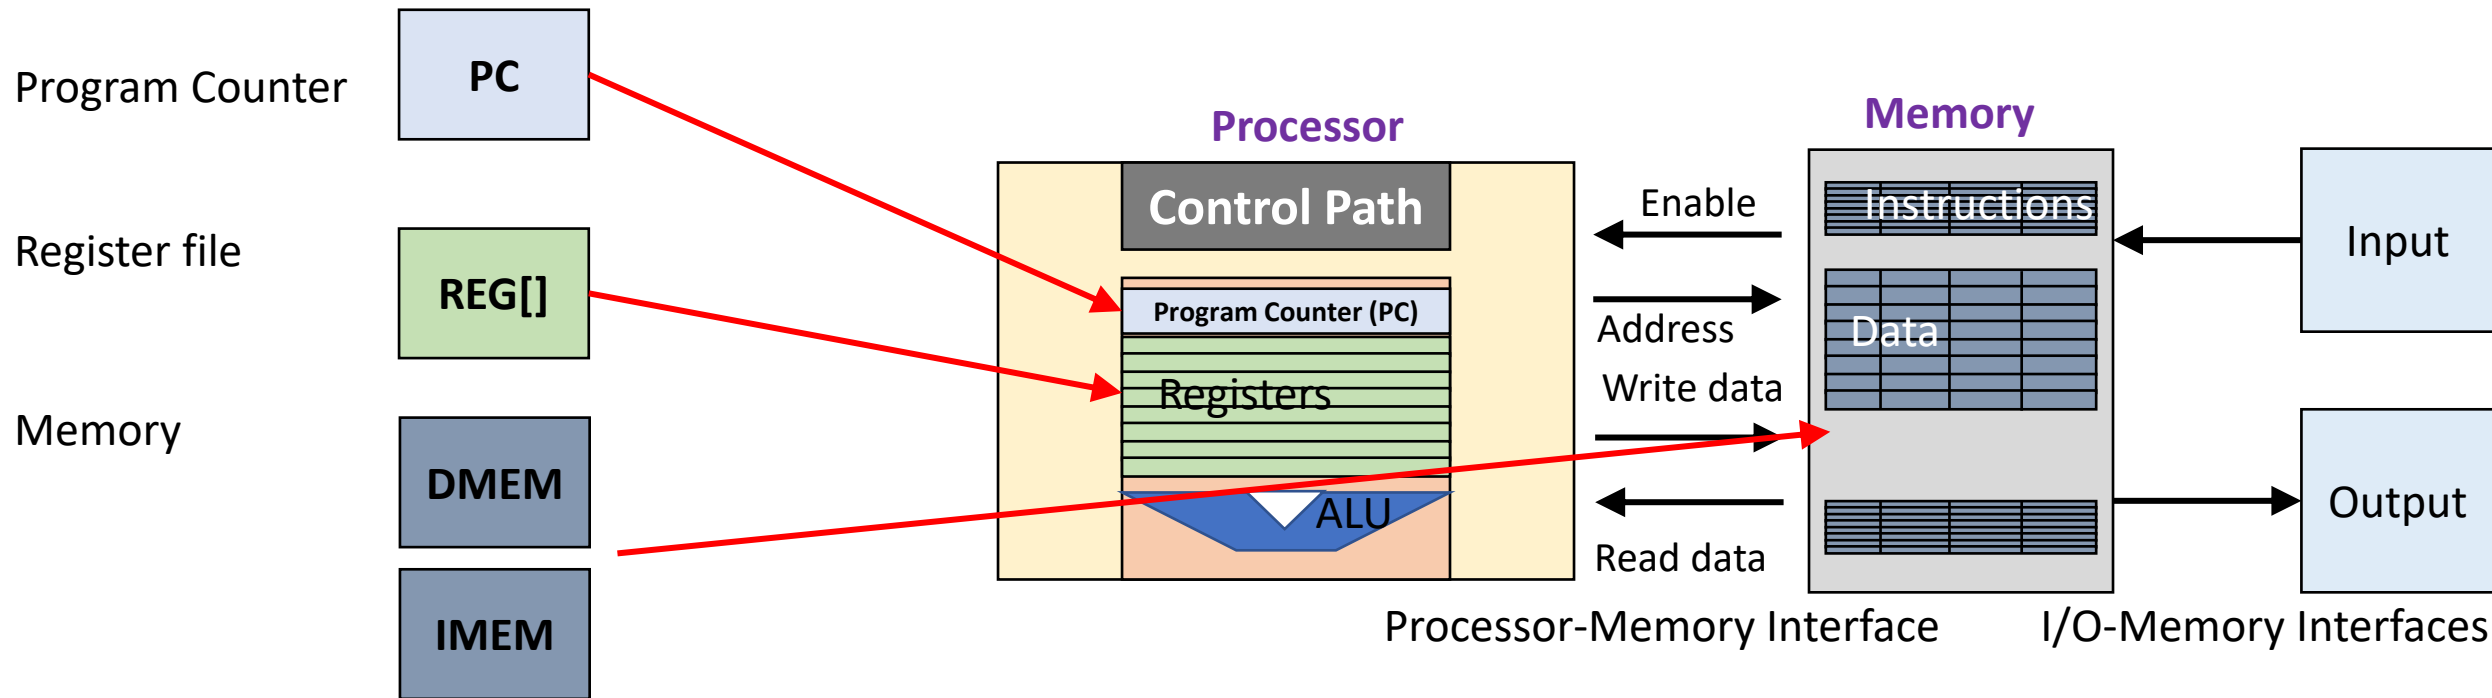 Program Counter
PC
Register file
REG[]
Memory
DMEM
IMEM
Processor
Control Path
Program Counter (PC)
Registers
ALU
Enable
Address
Write data
Read data
Processor-Memory Interface
Memory
Instructions
Data
Input
Output
I/O-Memory Interfaces